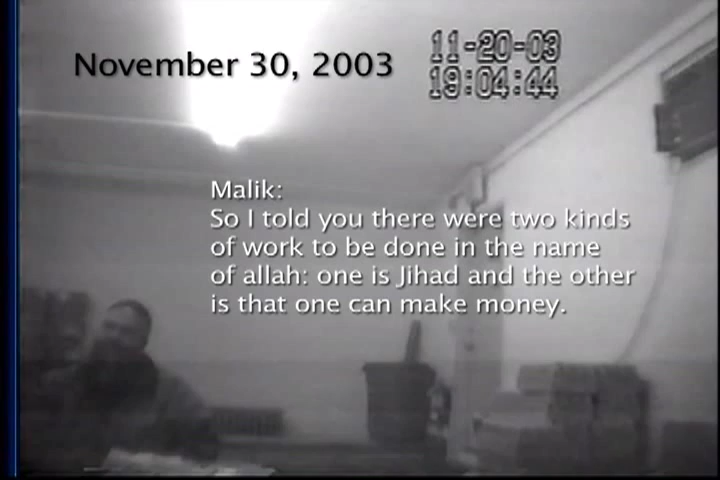 November 30, 2003
11-20-03
19:04:44
Malik:
So I told you there were two kinds
of work to be done in the name
of allah: one is Jihad and the other
is that one can make money.